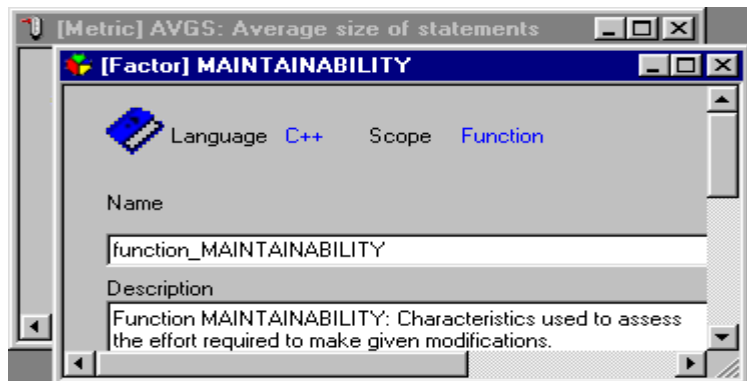 [Metric] AVGS: Average size of statements
[Factor] MAINTAINABILITY
Language C++ Scope Function
Name
function_MAINTAINABILITY
Description
Function MAINTAINABILITY: Characteristics used to assess
the effort required to make given modifications.